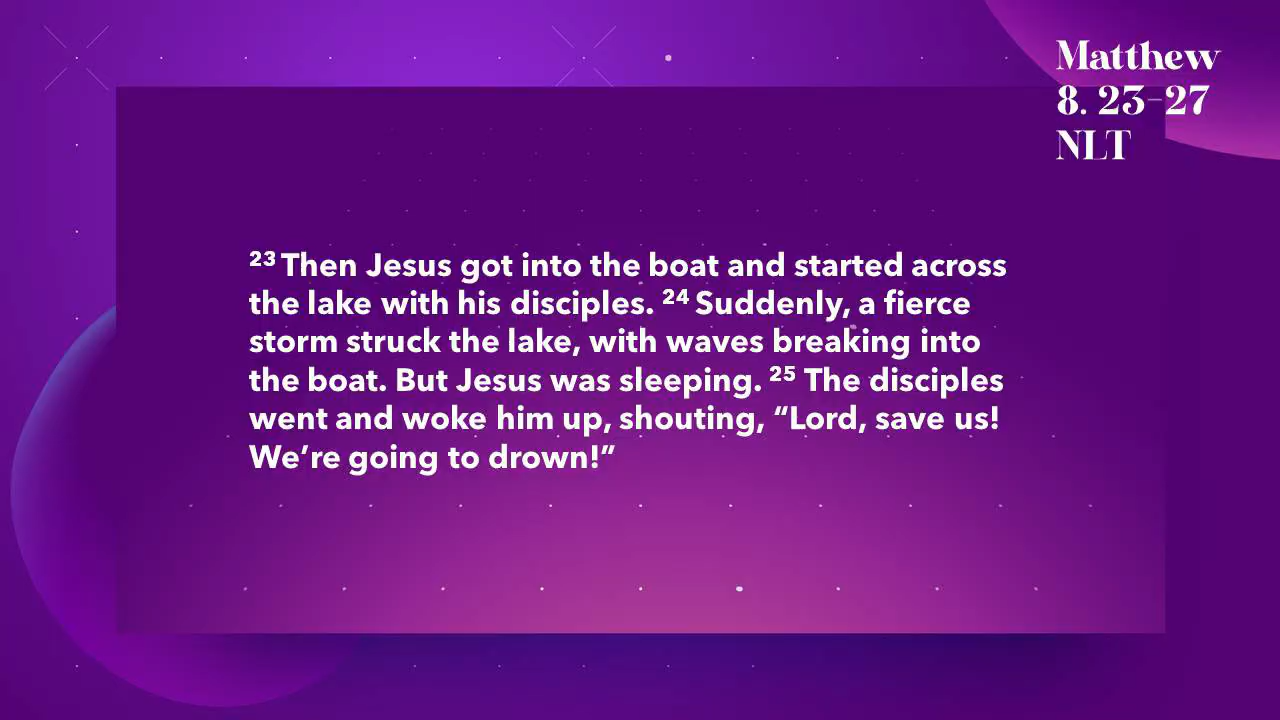 Matthew
8. 23-27
NLT
²³ Then Jesus got into the boat and started across
the lake with his disciples. ²⁴ Suddenly, a fierce
storm struck the lake, with waves breaking into
the boat. But Jesus was sleeping. ²⁵ The disciples
went and woke him up, shouting, “Lord, save us!
We’re going to drown!”